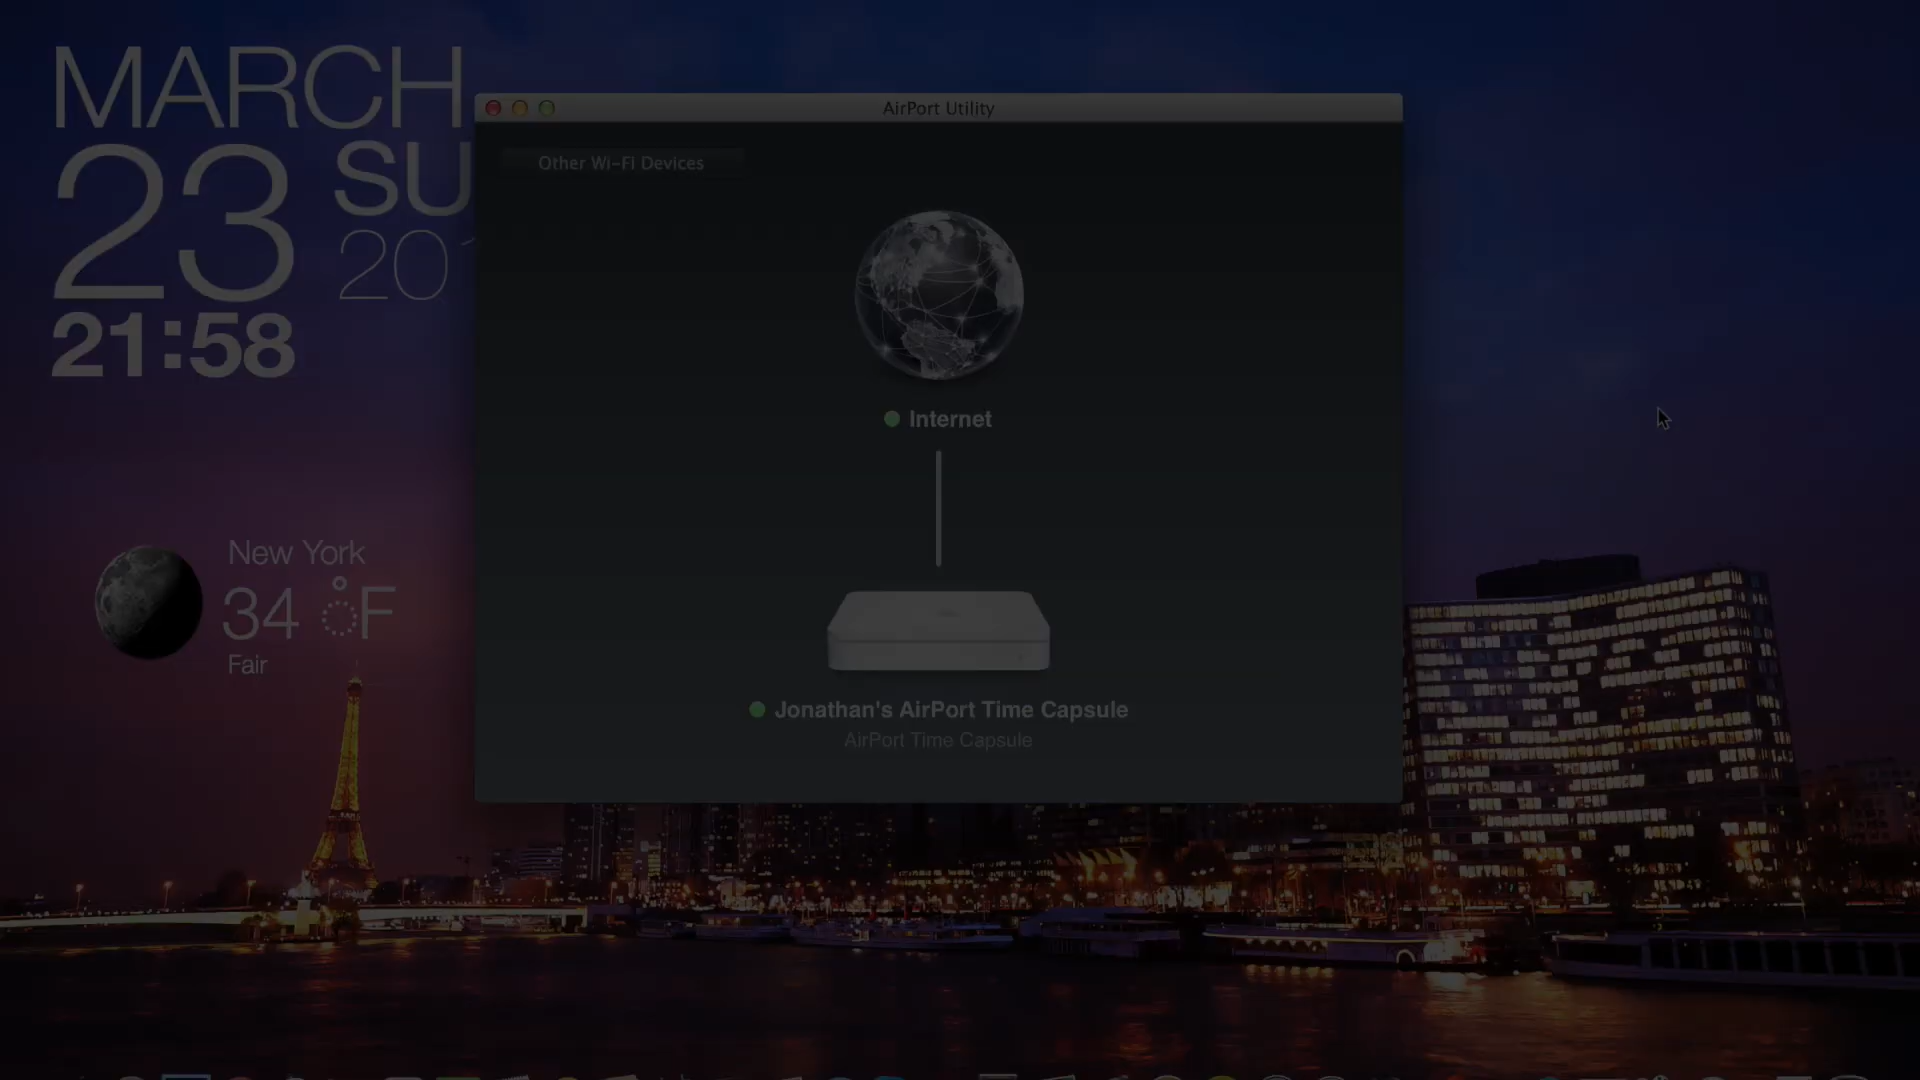 MARCH
23 SU
201
21:58
New York
34 °F
Fair
AirPort Utility
Other Wi-Fi Devices
Internet
Jonathan's AirPort Time Capsule
AirPort Time Capsule